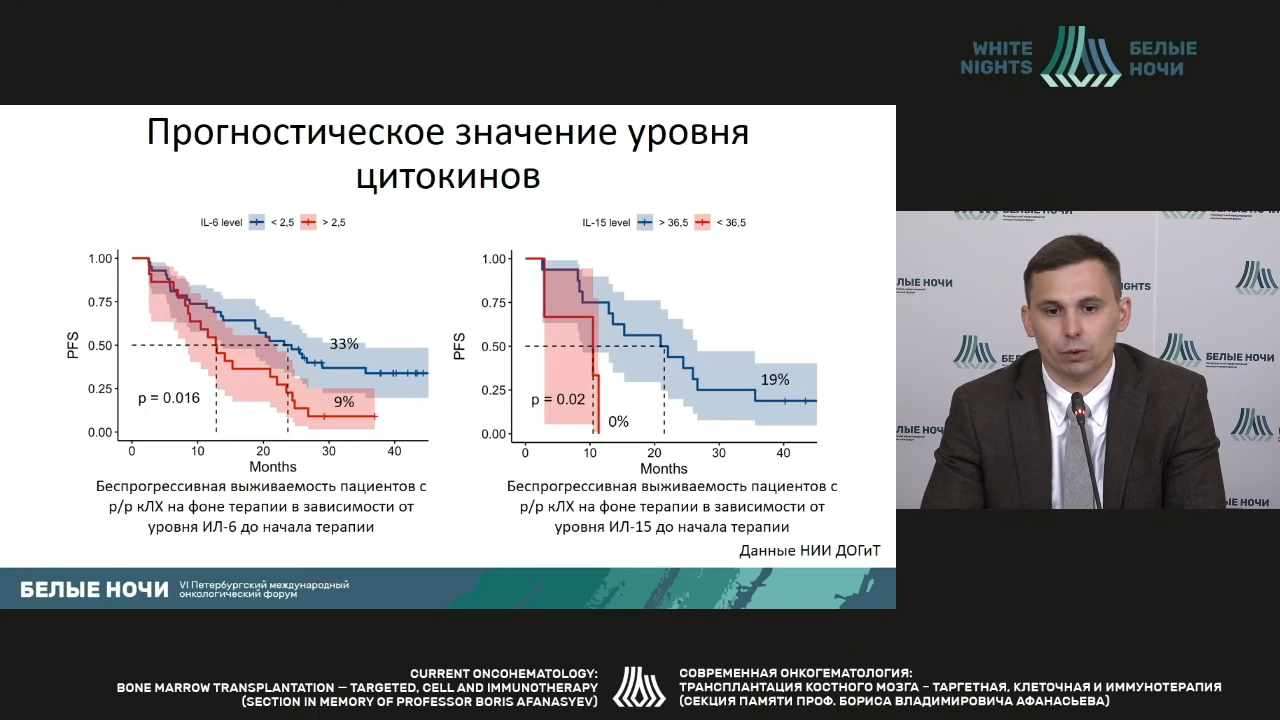 WHITE
NIGHTS
БЕЛЫЕ
НОЧИ
Прогностическое значение уровня
цитокинов
IL-6 level < 2,5 > 2,5
1.00
0.75
0.50
0.25
0.00
PFS
33%
9%
p = 0.016
0 10 20 30 40
Months
Беспрогрессивная выживаемость пациентов с
р/р кЛХ на фоне терапии в зависимости от
уровня ИЛ-6 до начала терапии
IL-15 level > 36,5 < 36,5
1.00
0.75
0.50
0.25
0.00
PFS
19%
p = 0.02
0%
0 10 20 30 40
Months
Беспрогрессивная выживаемость пациентов с
р/р кЛХ на фоне терапии в зависимости от
уровня ИЛ-15 до начала терапии
Данные НИИ ДОГиТ
БЕЛЫЕ НОЧИ
VI Петербургский международный
онкологический форум
CURRENT ONCOHEMATOLOGY:
BONE MARROW TRANSPLANTATION – TARGETED, CELL AND IMMUNOTHERAPY
(SECTION IN MEMORY OF PROFESSOR BORIS AFANASYEV)
СОВРЕМЕННАЯ ОНКОГЕМАТОЛОГИЯ:
ТРАНСПЛАНТАЦИЯ КОСТНОГО МОЗГА – ТАРГЕТНАЯ, КЛЕТОЧНАЯ И ИММУНОТЕРАПИЯ
(СЕКЦИЯ ПАМЯТИ ПРОФ. БОРИСА ВЛАДИМИРОВИЧА АФАНАСЬЕВА)